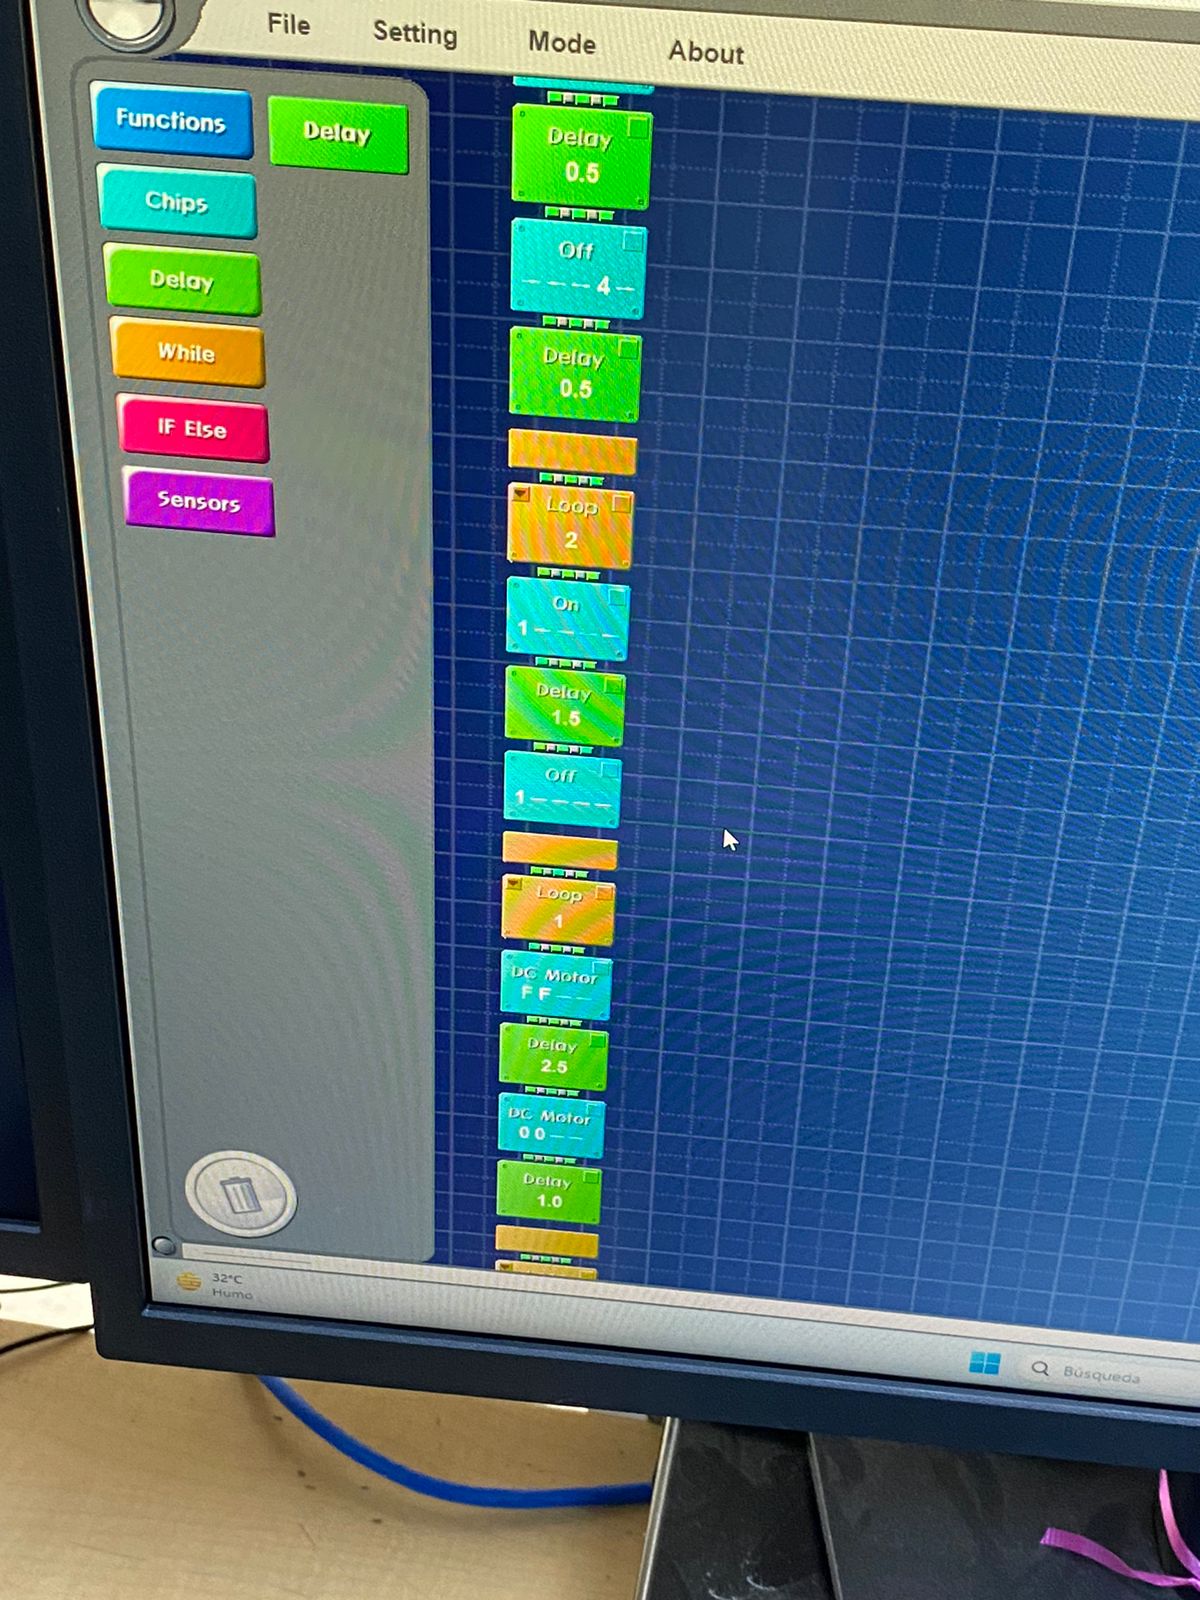 File Setting Mode About
Functions
Chips
Delay
While
IF Else
Sensors
Delay
Delay
0.5
Off
– – – – 4 –
Delay
0.5
Loop
2
On
1 – – – –
Delay
1.5
Off
1 – – – –
Loop
1
DC Motor
F F – –
Delay
2.5
DC Motor
0 0 – –
Delay
1.0
32°C
Humo
Búsqueda